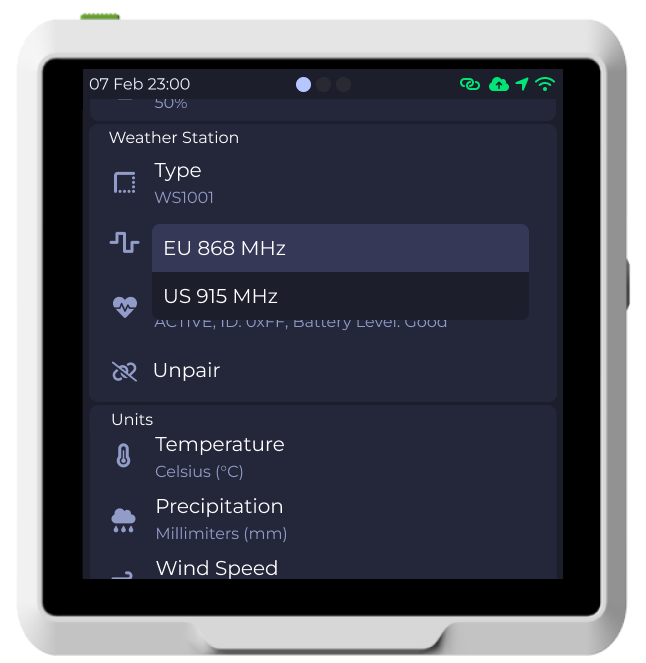 07 Feb 23:00
50%
Weather Station
Type
WS1001
EU 868 MHz
US 915 MHz
ACTIVE, ID: 0xFF, Battery Level: Good
Unpair
Units
Temperature
Celsius (°C)
Precipitation
Millimiters (mm)
Wind Speed